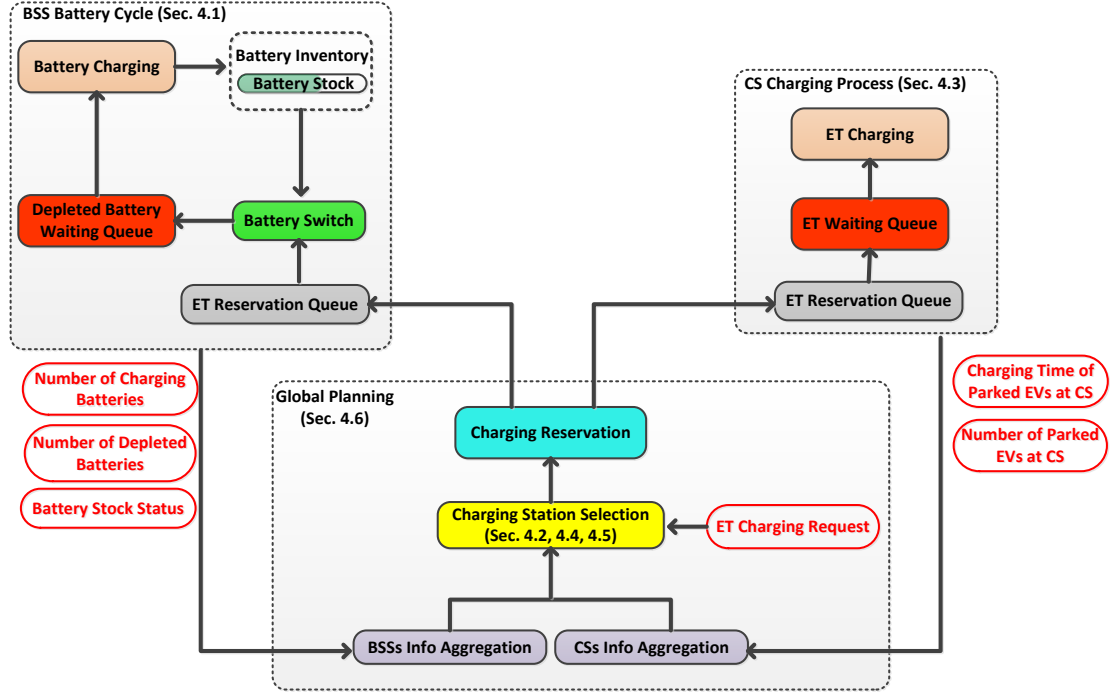 BSS Battery Cycle (Sec. 4.1)
Battery Charging
Battery Inventory
Battery Stock
Depleted Battery
Waiting Queue
Battery Switch
ET Reservation Queue
CS Charging Process (Sec. 4.3)
ET Charging
ET Waiting Queue
ET Reservation Queue
Number of Charging
Batteries
Number of Depleted
Batteries
Battery Stock Status
Charging Time of
Parked EVs at CS
Number of Parked
EVs at CS
Global Planning
(Sec. 4.6)
Charging Reservation
Charging Station Selection
(Sec. 4.2, 4.4, 4.5)
ET Charging Request
BSSs Info Aggregation
CSs Info Aggregation